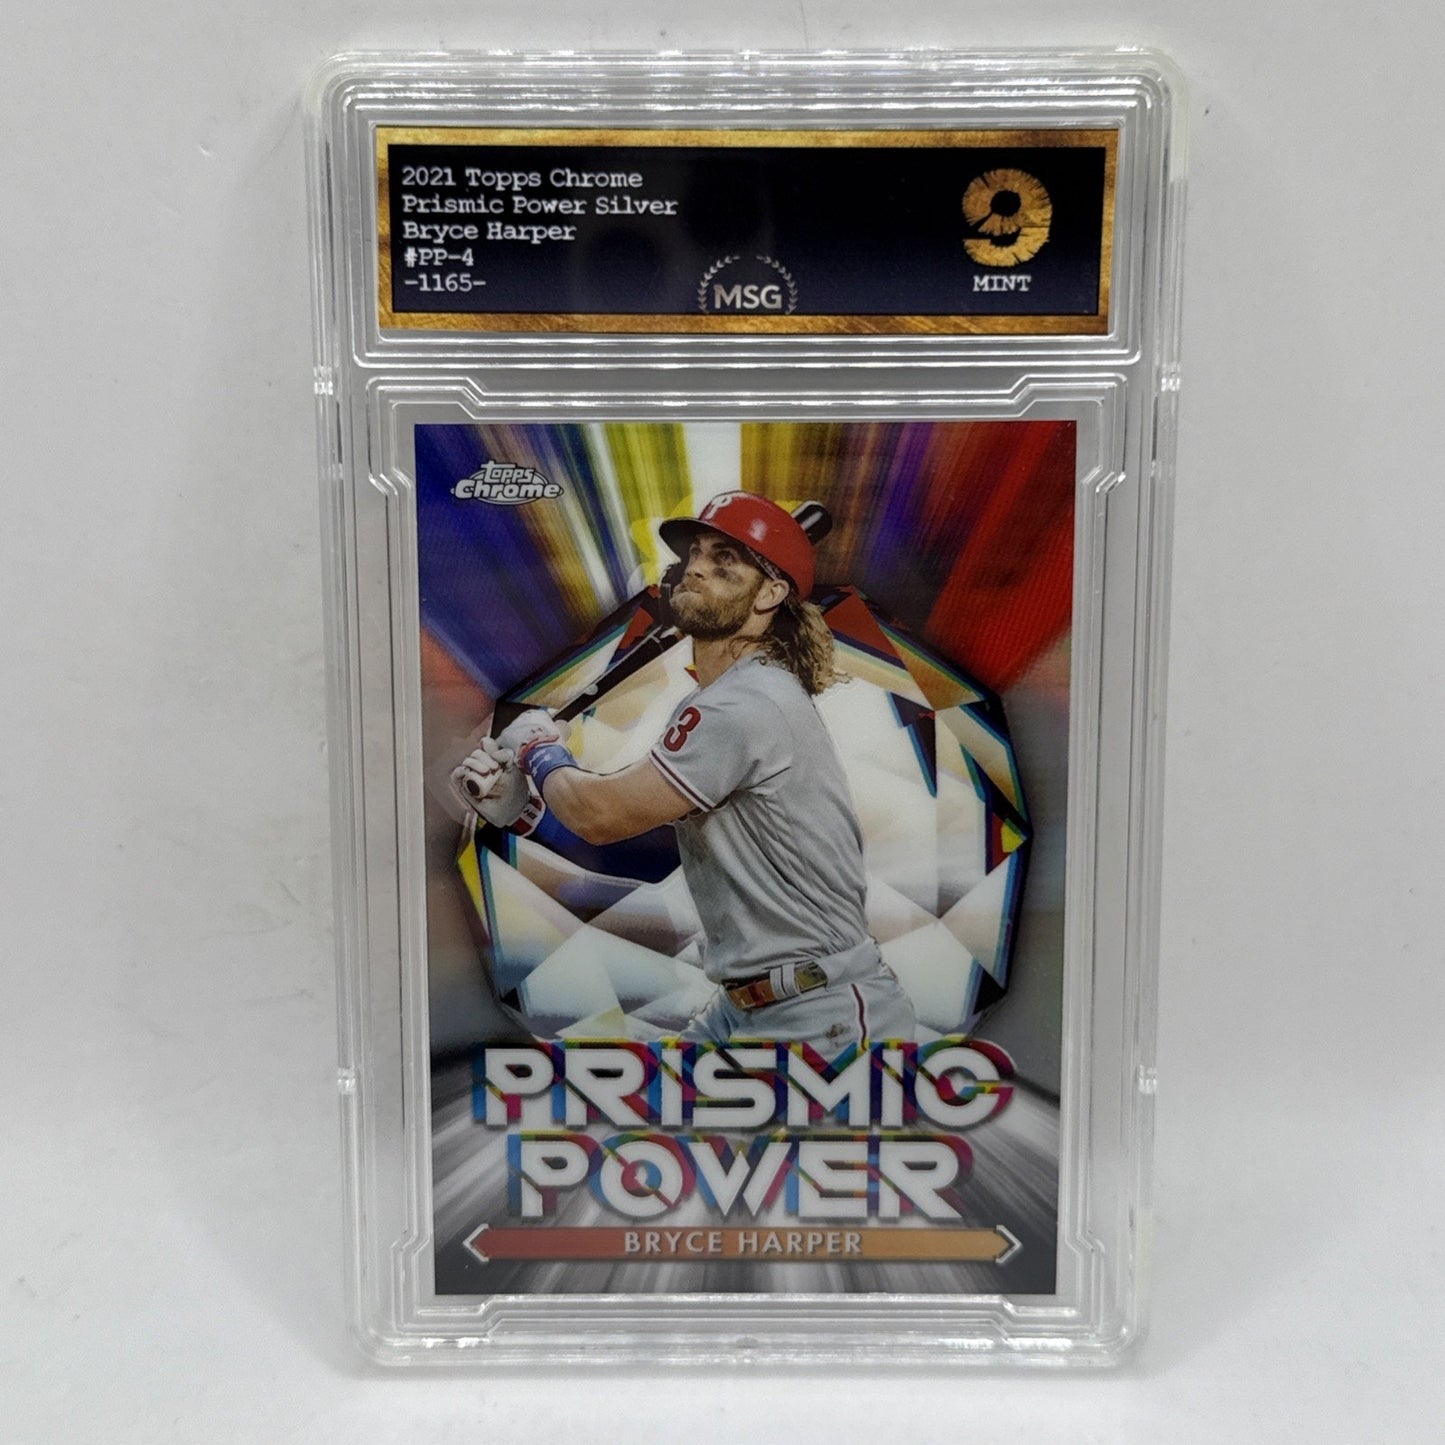 2021 Topps Chrome
Prismic Power Silver
Bryce Harper
#PP-4
-1165-
MSG
9
MINT
Topps
Chrome
P
3
PRISMIC
POWER
BRYCE HARPER